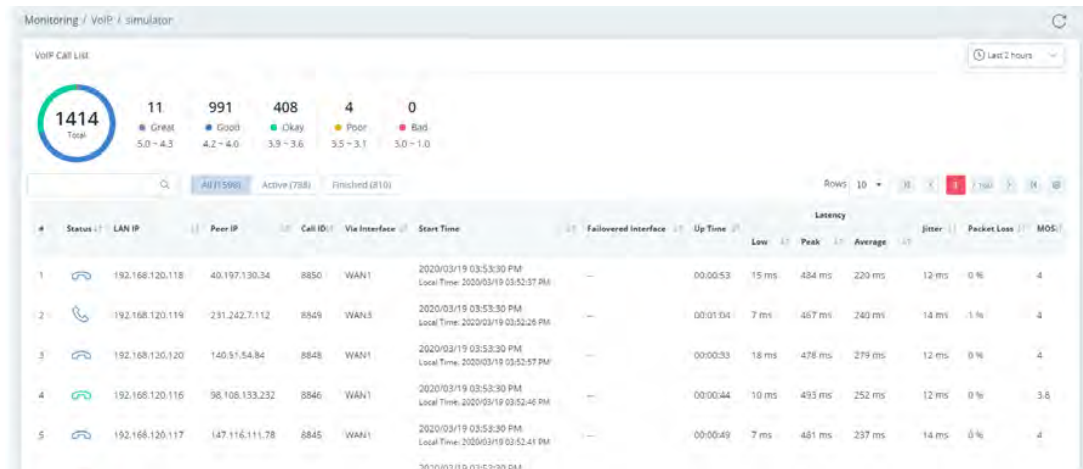 Monitoring / VoIP / simulator
VoIP Call List
Last 2 hours
1414
Total
11 991 408 4 0
Great Good Okay Poor Bad
5.0 ~ 4.3 4.2 ~ 4.0 3.9 ~ 3.6 3.5 ~ 3.1 3.0 ~ 1.0
Active (788) Finished (810)
Rows 10
Latency
# Status LAN IP Peer IP Call ID Via Interface Start Time Failovered Interface Up Time Jitter Packet Loss MOS
Low Peak Average
1 192.168.120.118 40.197.130.34 8850 WAN1 2020/03/19 03:53:30 PM -- 00:00:53 15 ms 484 ms 220 ms 12 ms 0 % 4
Local Time: 2020/03/19 03:52:37 PM
2 192.168.120.119 231.242.7.112 8849 WAN3 2020/03/19 03:53:30 PM -- 00:01:04 7 ms 467 ms 240 ms 14 ms 1 % 4
Local Time: 2020/03/19 03:52:26 PM
3 192.168.120.120 140.51.54.84 8848 WAN1 2020/03/19 03:53:30 PM -- 00:00:33 18 ms 478 ms 279 ms 12 ms 0 % 4
Local Time: 2020/03/19 03:52:57 PM
4 192.168.120.116 98.108.133.232 8846 WAN1 2020/03/19 03:53:30 PM -- 00:00:44 10 ms 493 ms 252 ms 12 ms 0 % 3.8
Local Time: 2020/03/19 03:52:46 PM
5 192.168.120.117 147.116.111.78 8845 WAN1 2020/03/19 03:53:30 PM -- 00:00:49 7 ms 481 ms 237 ms 14 ms 0 % 4
Local Time: 2020/03/19 03:52:41 PM